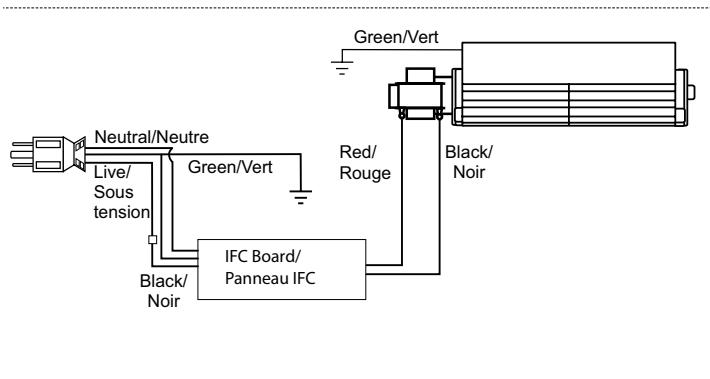 Green/Vert
Neutral/Neutre
Green/Vert
Live/
Sous
tension
Red/
Rouge
Black/
Noir
IFC Board/
Panneau IFC
Black/
Noir